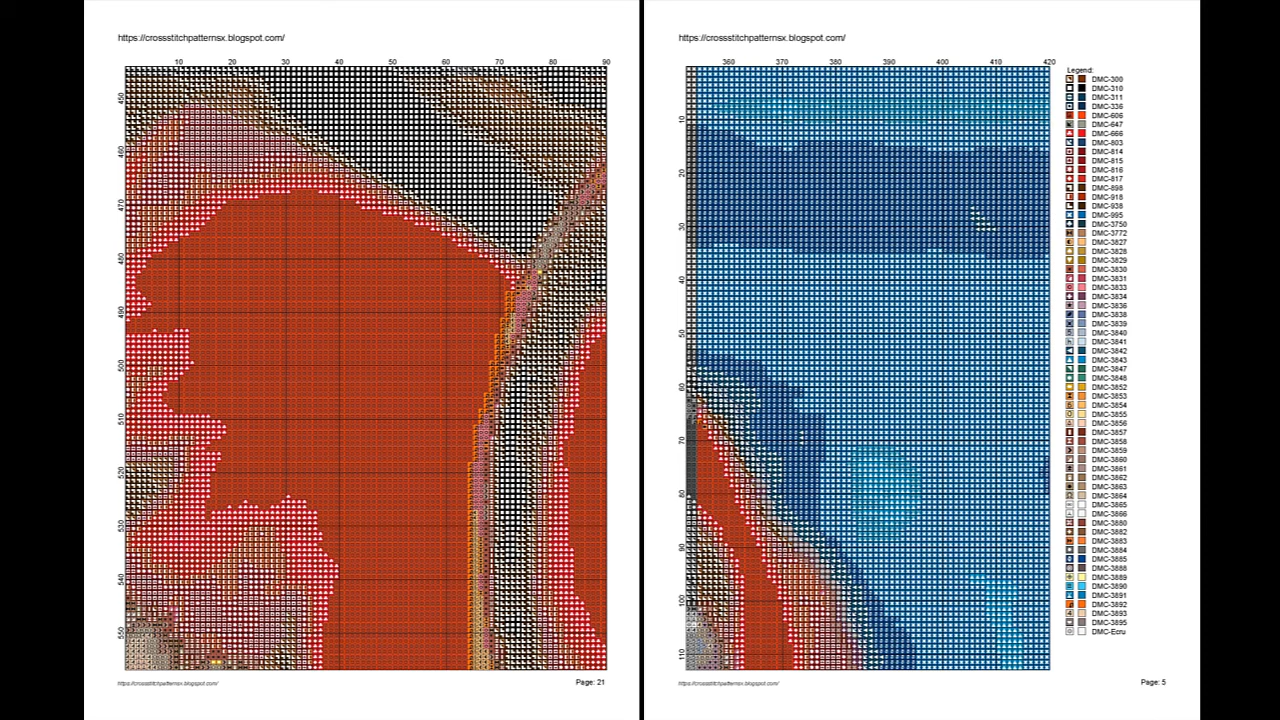 https://crossstitchpatternsx.blogspot.com/
10 20 30 40 50 60 70 80 90
450
460
470
480
490
500
510
520
530
540
550
https://crossstitchpatternsx.blogspot.com/
Page: 21
https://crossstitchpatternsx.blogspot.com/
360 370 380 390 400 410 420
10
20
30
40
50
60
70
80
90
100
110
Legend:
DMC-300
DMC-310
DMC-311
DMC-336
DMC-606
DMC-647
DMC-666
DMC-803
DMC-814
DMC-815
DMC-816
DMC-817
DMC-898
DMC-918
DMC-938
DMC-995
DMC-3750
DMC-3772
DMC-3827
DMC-3828
DMC-3829
DMC-3830
DMC-3831
DMC-3833
DMC-3834
DMC-3836
DMC-3838
DMC-3839
DMC-3840
DMC-3841
DMC-3842
DMC-3843
DMC-3847
DMC-3848
DMC-3852
DMC-3853
DMC-3854
DMC-3855
DMC-3856
DMC-3857
DMC-3858
DMC-3859
DMC-3860
DMC-3861
DMC-3862
DMC-3863
DMC-3864
DMC-3865
DMC-3866
DMC-3880
DMC-3882
DMC-3883
DMC-3884
DMC-3885
DMC-3888
DMC-3889
DMC-3890
DMC-3891
DMC-3892
DMC-3893
DMC-3895
DMC-Ecru
https://crossstitchpatternsx.blogspot.com/
Page: 5